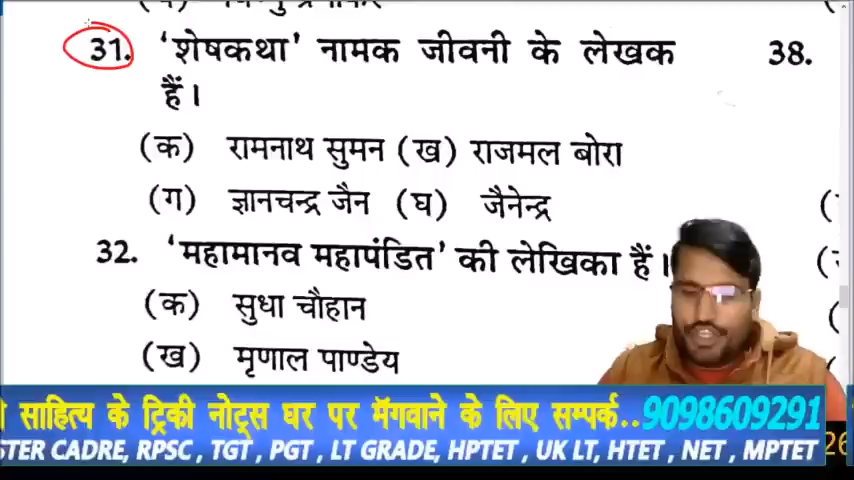 31. 'शेषकथा' नामक जीवनी के लेखक
हैं।
(क) रामनाथ सुमन (ख) राजमल बोरा
(ग) ज्ञानचन्द्र जैन (घ) जैनेन्द्र
32. 'महामानव महापंडित' की लेखिका हैं।
(क) सुधा चौहान
(ख) मृणाल पाण्डेय
38.
साहित्य के ट्रिकी नोट्स घर पर मॅगवाने के लिए सम्पर्क..9098609291
STER CADRE, RPSC , TGT , PGT , LT GRADE, HPTET , UK LT, HTET , NET , MPTET